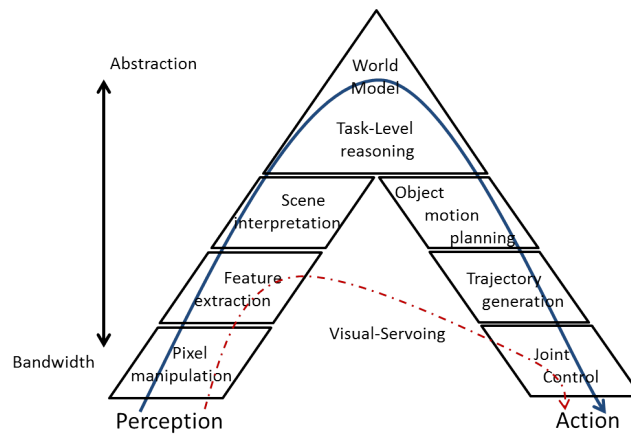 World
Model
Abstraction
Task-Level
reasoning
Scene
interpretation
Object
motion
planning
Feature
extraction
Trajectory
generation
Visual-Servoing
Bandwidth
Pixel
manipulation
Joint
Control
Perception
Action